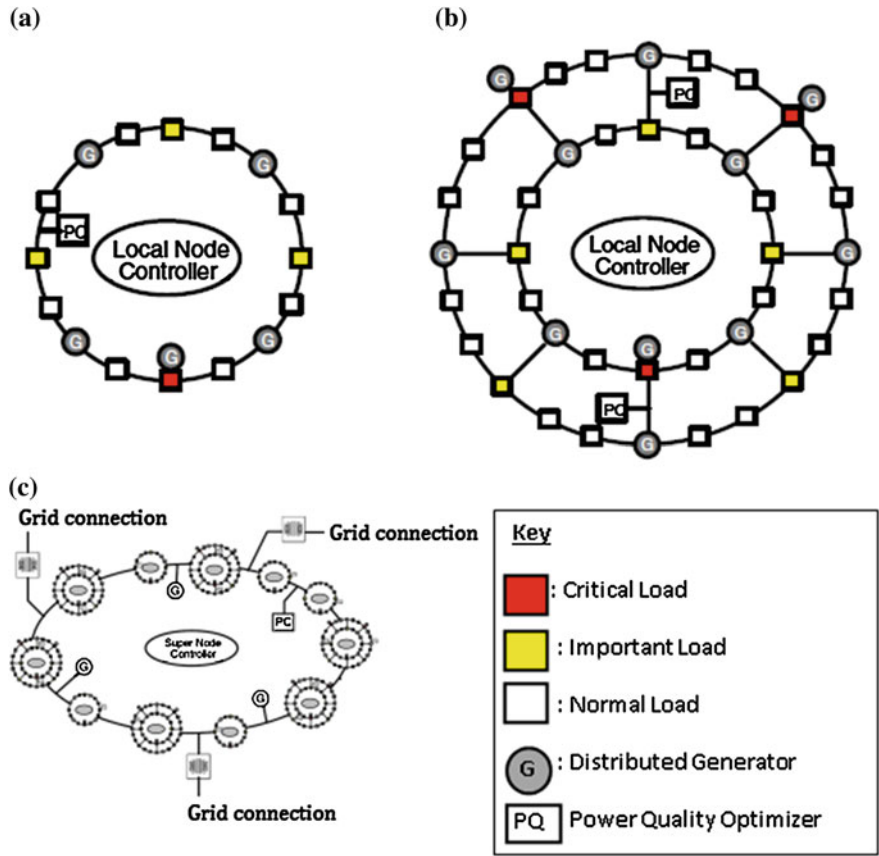 (a)
G
G
PC
Local Node
Controller
G
G
G
(b)
G
G
G
PC
G
G
Local Node
Controller
G
G
G
G
G
PC
G
(c)
Grid connection
Grid connection
G
PC
Super Node
Controller
G
G
Grid connection
Key
: Critical Load
: Important Load
: Normal Load
G : Distributed Generator
PQ : Power Quality Optimizer